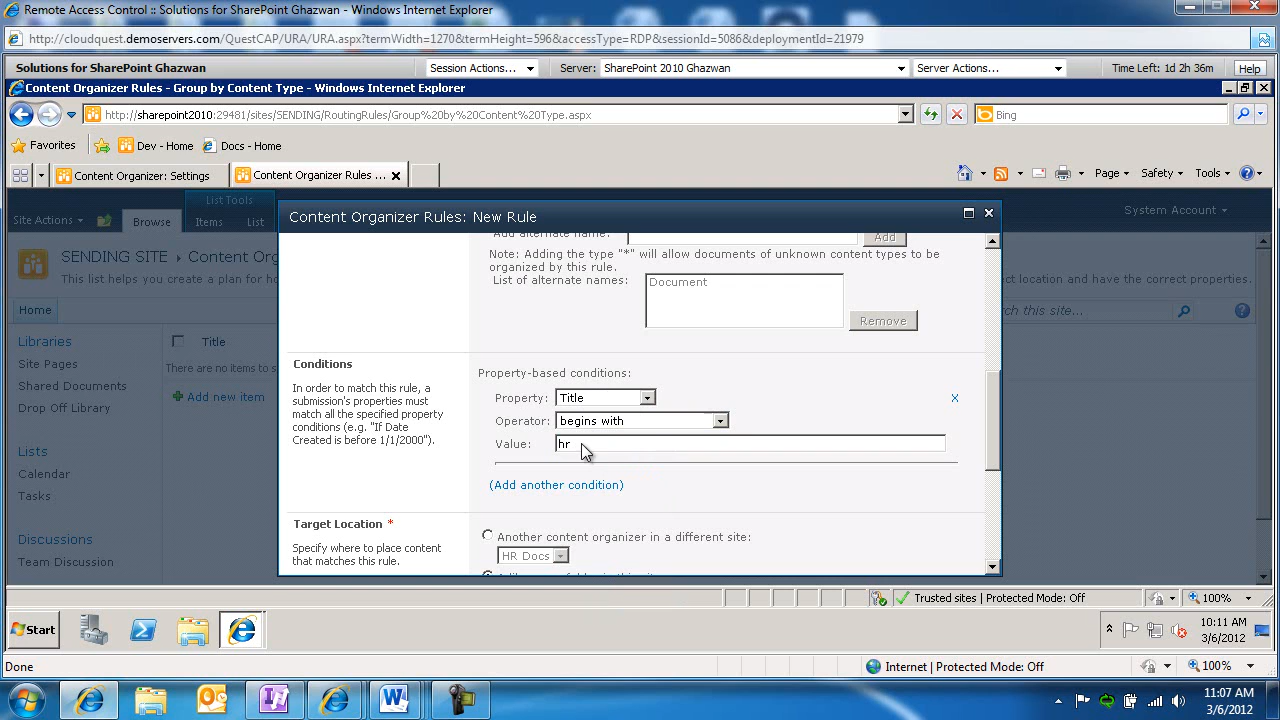 Remote Access Control :: Solutions for SharePoint Ghazwan - Windows Internet Explorer
http://cloudquest.demoservers.com/QuestCAP/URA/URA.aspx?termWidth=1270&termHeight=596&accessType=RDP&sessionId=5086&deploymentId=21979
Solutions for SharePoint Ghazwan Session Actions... Server: SharePoint 2010 Ghazwan Server Actions... Time Left: 1d 2h 36m Help
Content Organizer Rules - Group by Content Type - Windows Internet Explorer
http://sharepoint2010:29481/sites/SENDING/RoutingRules/Group%20by%20Content%20Type.aspx Bing
Favorites Dev - Home Docs - Home
Content Organizer: Settings Content Organizer Rules ... Page Safety Tools
List Tools
Site Actions Browse Items List System Account
Content Organizer Rules: New Rule
SENDING SITE Content Org
This list helps you create a plan for ho
ct location and have the correct properties.
Home
ch this site...
Libraries
Site Pages
Shared Documents
Drop Off Library
Lists
Calendar
Tasks
Discussions
Team Discussion
Title
There are no items to s
Add new item
Add alternate name: Add
Note: Adding the type "*" will allow documents of unknown content types to be
organized by this rule.
List of alternate names: Document
Remove
Conditions
In order to match this rule, a
submission's properties must
match all the specified property
conditions (e.g. "If Date
Created is before 1/1/2000").
Property-based conditions:
Property: Title X
Operator: begins with
Value: hr
(Add another condition)
Target Location *
Specify where to place content
that matches this rule.
Another content organizer in a different site:
HR Docs
Trusted sites | Protected Mode: Off 100%
Start
10:11 AM
3/6/2012
Done Internet | Protected Mode: Off 100%
11:07 AM
3/6/2012